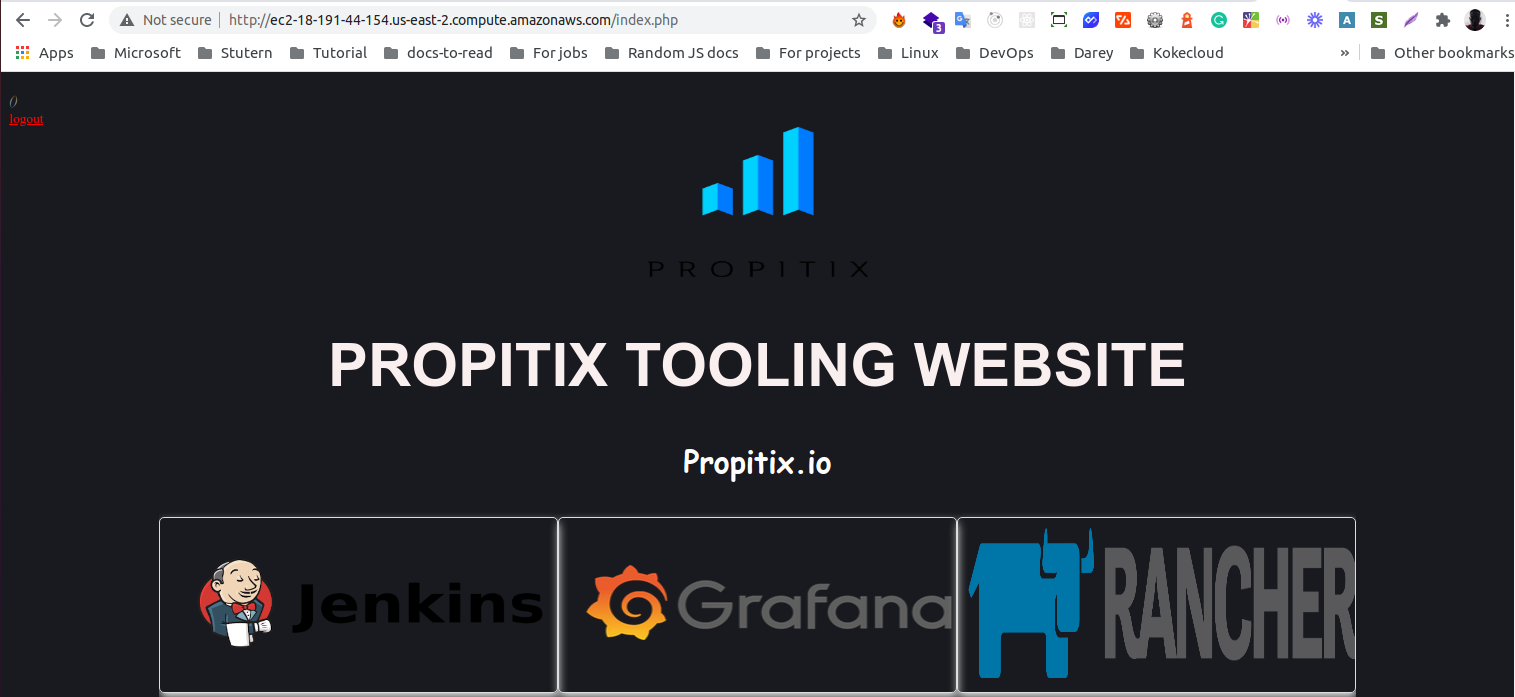 Not secure http://ec2-18-191-44-154.us-east-2.compute.amazonaws.com/index.php
3
A
S
Apps Microsoft Stutern Tutorial docs-to-read For jobs Random JS docs For projects Linux DevOps Darey Kokecloud » Other bookmarks
()
logout
PROPITIX
PROPITIX TOOLING WEBSITE
Propitix.io
Jenkins Grafana RANCHER